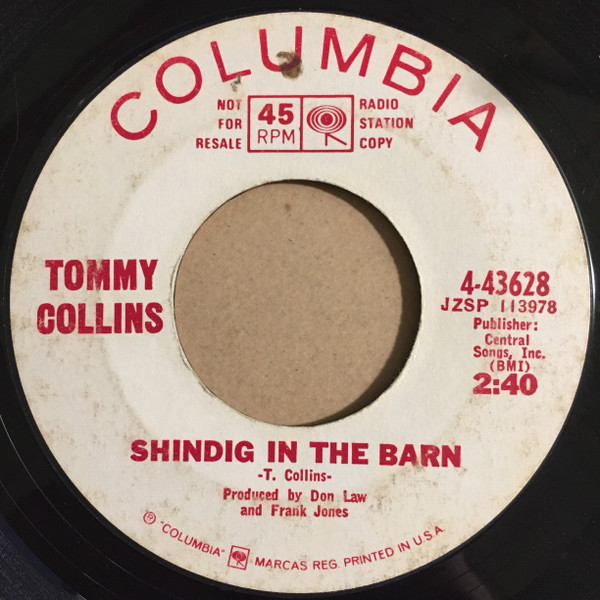 COLUMBIA
NOT
FOR
RESALE
45
RPM
RADIO
STATION
COPY
TOMMY
COLLINS
4-43628
JZSP 113978
Publisher:
Central
Songs, Inc.
(BMI)
2:40
SHINDIG IN THE BARN
-T. Collins-
Produced by Don Law
and Frank Jones
® "COLUMBIA" MARCAS REG. PRINTED IN U.S.A.